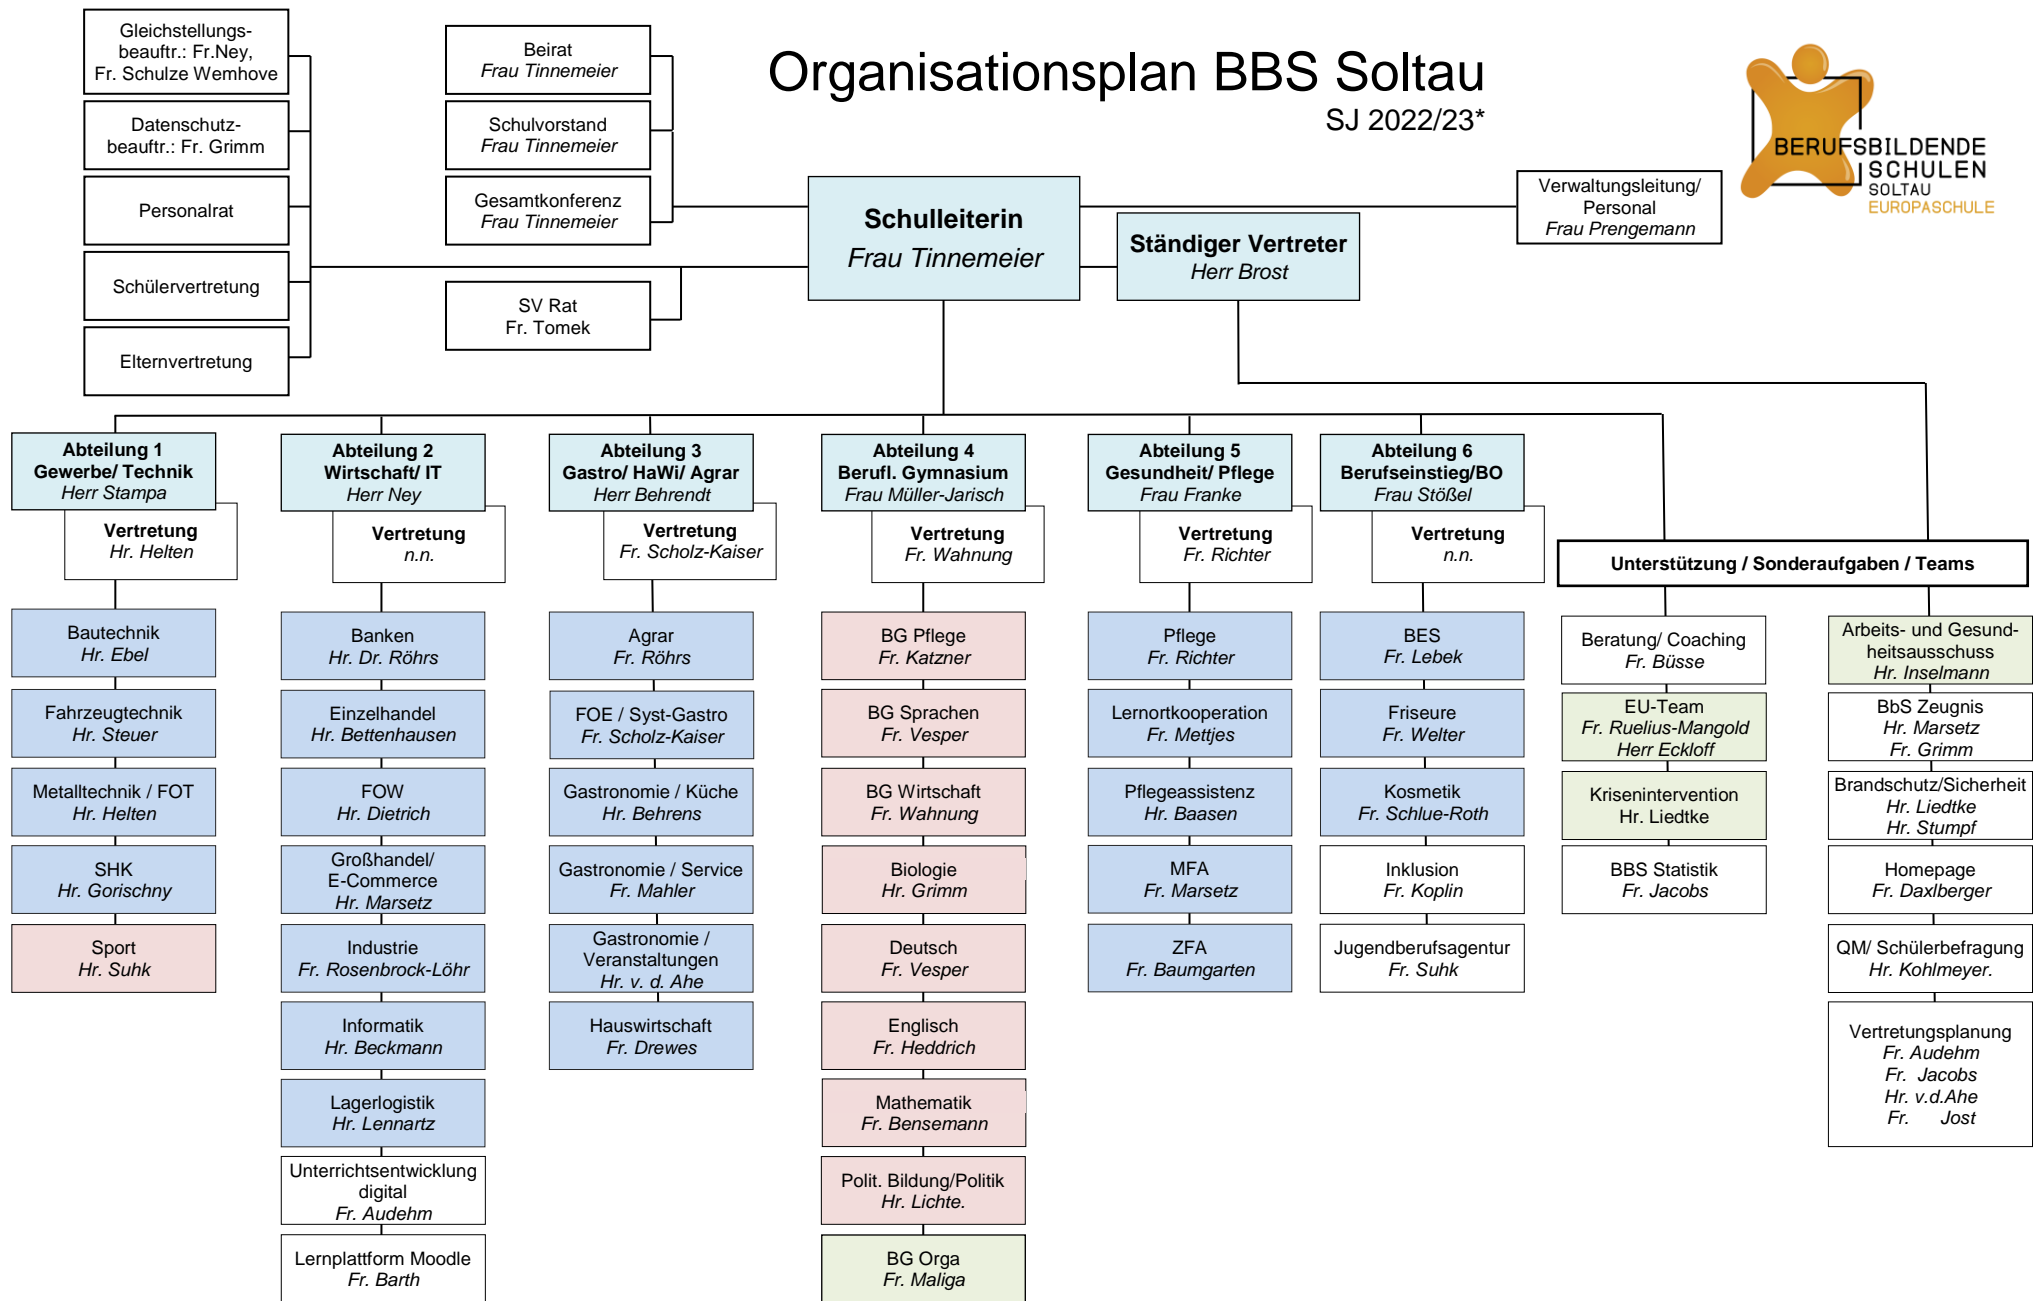 Gleichstellungs-
beauftr.: Fr.Ney,
Fr. Schulze Wemhove
Datenschutz-
beauftr.: Fr. Grimm
Personalrat
Schülervertretung
Elternvertretung
Beirat
Frau Tinnemeier
Schulvorstand
Frau Tinnemeier
Gesamtkonferenz
Frau Tinnemeier
SV Rat
Fr. Tomek
Organisationsplan BBS Soltau
SJ 2022/23*
Schulleiterin
Frau Tinnemeier
Ständiger Vertreter
Herr Brost
Verwaltungsleitung/
Personal
Frau Prengemann
BERUFSBILDENDE
SCHULEN
SOLTAU
EUROPASCHULE
Abteilung 1
Gewerbe/ Technik
Herr Stampa
Vertretung
Hr. Helten
Bautechnik
Hr. Ebel
Fahrzeugtechnik
Hr. Steuer
Metalltechnik / FOT
Hr. Helten
SHK
Hr. Gorischny
Sport
Hr. Suhk
Abteilung 2
Wirtschaft/ IT
Herr Ney
Vertretung
n.n.
Banken
Hr. Dr. Röhrs
Einzelhandel
Hr. Bettenhausen
FOW
Hr. Dietrich
Großhandel/
E-Commerce
Hr. Marsetz
Industrie
Fr. Rosenbrock-Löhr
Informatik
Hr. Beckmann
Lagerlogistik
Hr. Lennartz
Unterrichtsentwicklung
digital
Fr. Audehm
Lernplattform Moodle
Fr. Barth
Abteilung 3
Gastro/ HaWi/ Agrar
Herr Behrendt
Vertretung
Fr. Scholz-Kaiser
Agrar
Fr. Röhrs
FOE / Syst-Gastro
Fr. Scholz-Kaiser
Gastronomie / Küche
Hr. Behrens
Gastronomie / Service
Fr. Mahler
Gastronomie /
Veranstaltungen
Hr. v. d. Ahe
Hauswirtschaft
Fr. Drewes
Abteilung 4
Berufl. Gymnasium
Frau Müller-Jarisch
Vertretung
Fr. Wahnung
BG Pflege
Fr. Katzner
BG Sprachen
Fr. Vesper
BG Wirtschaft
Fr. Wahnung
Biologie
Hr. Grimm
Deutsch
Fr. Vesper
Englisch
Fr. Heddrich
Mathematik
Fr. Bensemann
Polit. Bildung/Politik
Hr. Lichte.
BG Orga
Fr. Maliga
Abteilung 5
Gesundheit/ Pflege
Frau Franke
Vertretung
Fr. Richter
Pflege
Fr. Richter
Lernortkooperation
Fr. Mettjes
Pflegeassistenz
Hr. Baasen
MFA
Fr. Marsetz
ZFA
Fr. Baumgarten
Abteilung 6
Berufseinstieg/BO
Frau Stößel
Vertretung
n.n.
BES
Fr. Lebek
Friseure
Fr. Welter
Kosmetik
Fr. Schlue-Roth
Inklusion
Fr. Koplin
Jugendberufsagentur
Fr. Suhk
Unterstützung / Sonderaufgaben / Teams
Beratung/ Coaching
Fr. Büsse
EU-Team
Fr. Ruelius-Mangold
Herr Eckloff
Krisenintervention
Hr. Liedtke
BBS Statistik
Fr. Jacobs
Arbeits- und Gesund-
heitsausschuss
Hr. Inselmann
BbS Zeugnis
Hr. Marsetz
Fr. Grimm
Brandschutz/Sicherheit
Hr. Liedtke
Hr. Stumpf
Homepage
Fr. Daxlberger
QM/ Schülerbefragung
Hr. Kohlmeyer.
Vertretungsplanung
Fr. Audehm
Fr. Jacobs
Hr. v.d.Ahe
Fr. Jost